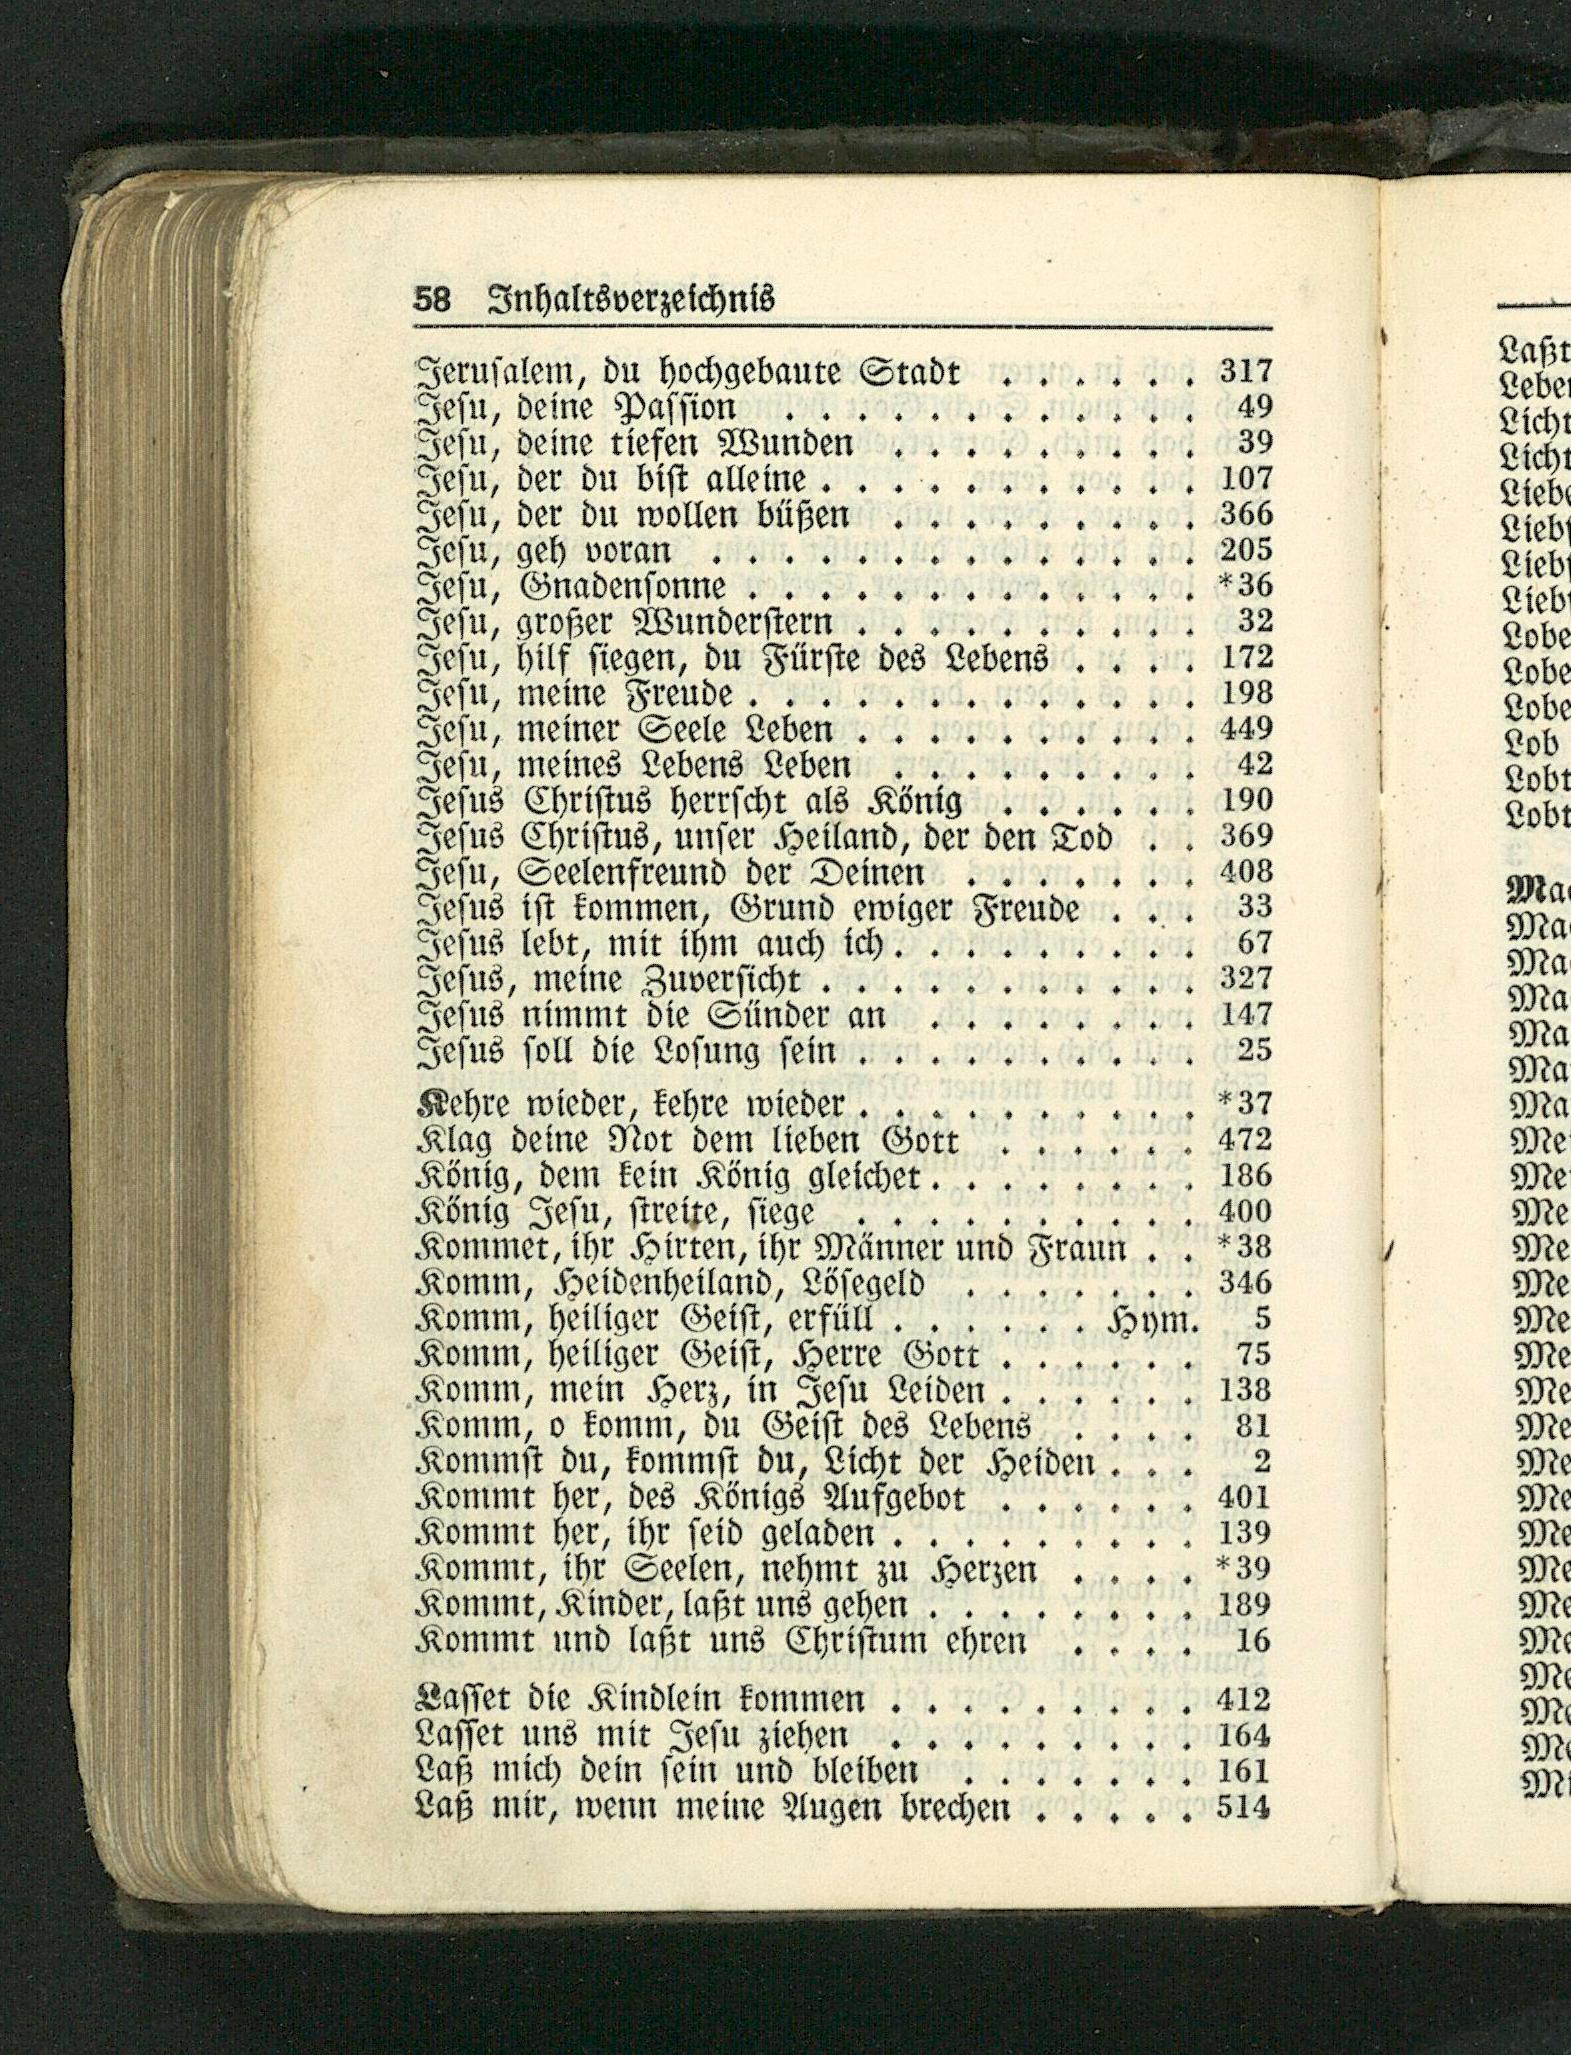 58 Inhaltsverzeichnis
Jerusalem, du hochgebaute Stadt . . . . . . 317
Jesu, deine Passion . . . . . . . . . . . . 49
Jesu, deine tiefen Wunden . . . . . . . . . 39
Jesu, der du bist alleine . . . . . . . . . . . 107
Jesu, der du wollen büßen . . . . . . . . . 366
Jesu, geh voran . . . . . . . . . . . . . . 205
Jesu, Gnadensonne . . . . . . . . . . . . . *36
Jesu, großer Wunderstern . . . . . . . . . . 32
Jesu, hilf siegen, du Fürste des Lebens . . . . 172
Jesu, meine Freude . . . . . . . . . . . . . 198
Jesu, meiner Seele Leben . . . . . . . . . . 449
Jesu, meines Lebens Leben . . . . . . . . . 42
Jesus Christus herrscht als König . . . . . . 190
Jesus Christus, unser Heiland, der den Tod . . 369
Jesu, Seelenfreund der Deinen . . . . . . . 408
Jesus ist kommen, Grund ewiger Freude . . . 33
Jesus lebt, mit ihm auch ich . . . . . . . . . 67
Jesus, meine Zuversicht . . . . . . . . . . . 327
Jesus nimmt die Sünder an . . . . . . . . 147
Jesus soll die Losung sein . . . . . . . . . . 25
Kehre wieder, kehre wieder . . . . . . . . . . *37
Klag deine Not dem lieben Gott . . . . . . 472
König, dem kein König gleichet . . . . . . . . 186
König Jesu, streite, siege . . . . . . . . . . 400
Kommet, ihr Hirten, ihr Männer und Fraun . . *38
Komm, Heidenheiland, Lösegeld . . . . . . . 346
Komm, heiliger Geist, erfüll . . . . . . Hym. 5
Komm, heiliger Geist, Herre Gott . . . . . . 75
Komm, mein Herz, in Jesu Leiden . . . . . . 138
Komm, o komm, du Geist des Lebens . . . . 81
Kommst du, kommst du, Licht der Heiden . . . 2
Kommt her, des Königs Aufgebot . . . . . . 401
Kommt her, ihr seid geladen . . . . . . . . . 139
Kommt, ihr Seelen, nehmt zu Herzen . . . . *39
Kommt, Kinder, laßt uns gehen . . . . . . . . 189
Kommt und laßt uns Christum ehren . . . . 16
Lasset die Kindlein kommen . . . . . . . . . 412
Lasset uns mit Jesu ziehen . . . . . . . . . 164
Laß mich dein sein und bleiben . . . . . . . 161
Laß mir, wenn meine Augen brechen . . . . . 514